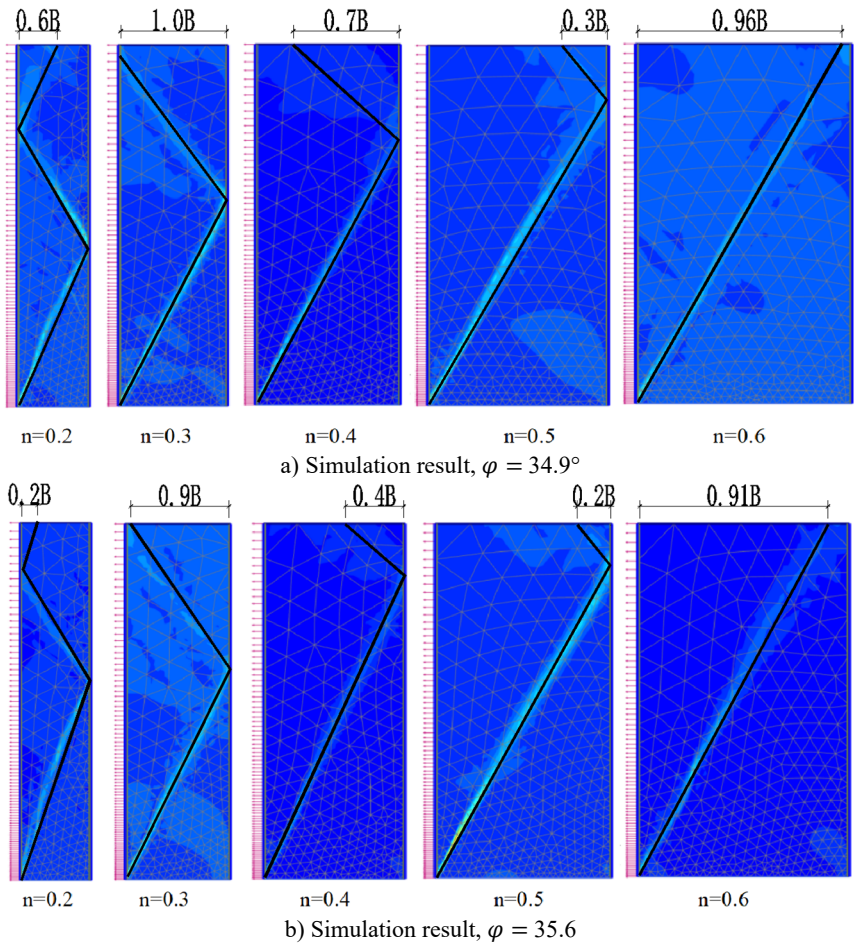 0.6B 1.0B 0.7B 0.3B 0.96B
n=0.2 n=0.3 n=0.4 n=0.5 n=0.6
a) Simulation result, φ = 34.9°
0.2B 0.9B 0.4B 0.2B 0.91B
n=0.2 n=0.3 n=0.4 n=0.5 n=0.6
b) Simulation result, φ = 35.6